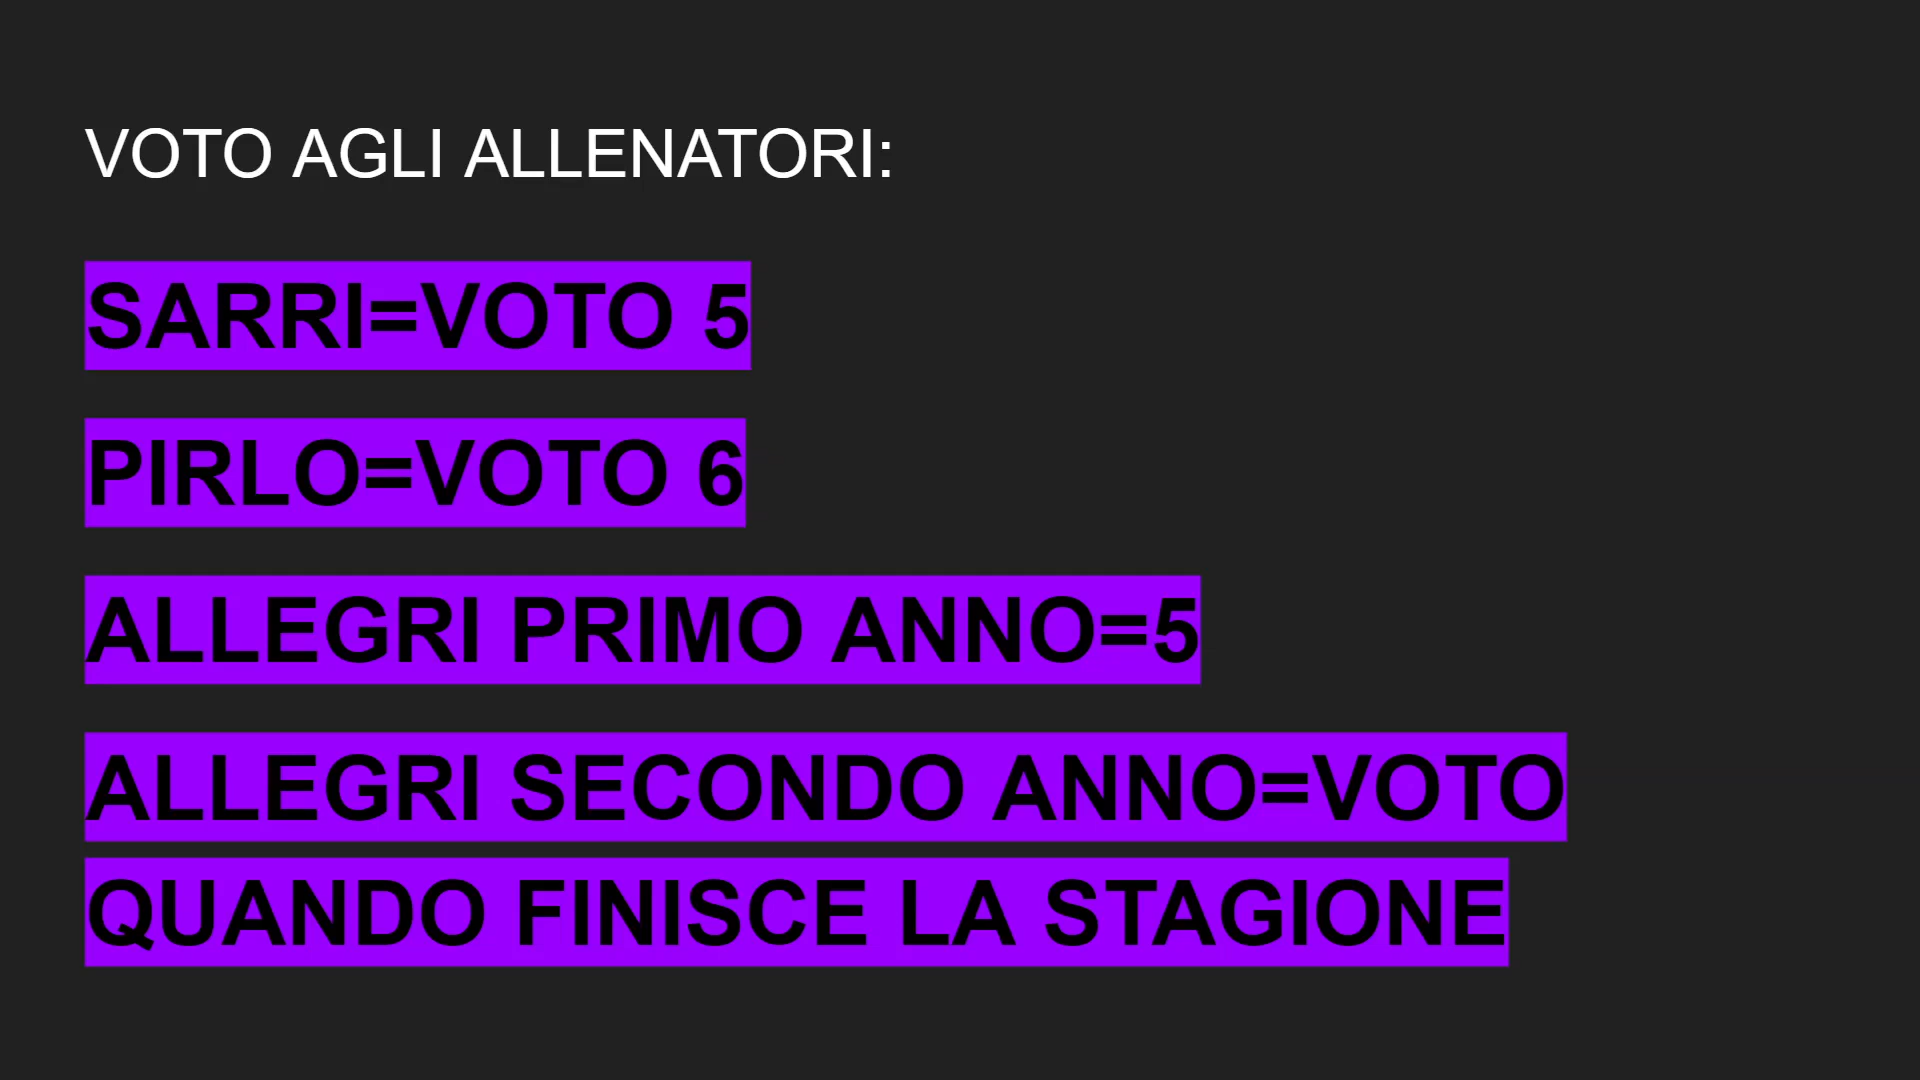 VOTO AGLI ALLENATORI:
SARRI=VOTO 5
PIRLO=VOTO 6
ALLEGRI PRIMO ANNO=5
ALLEGRI SECONDO ANNO=VOTO
QUANDO FINISCE LA STAGIONE